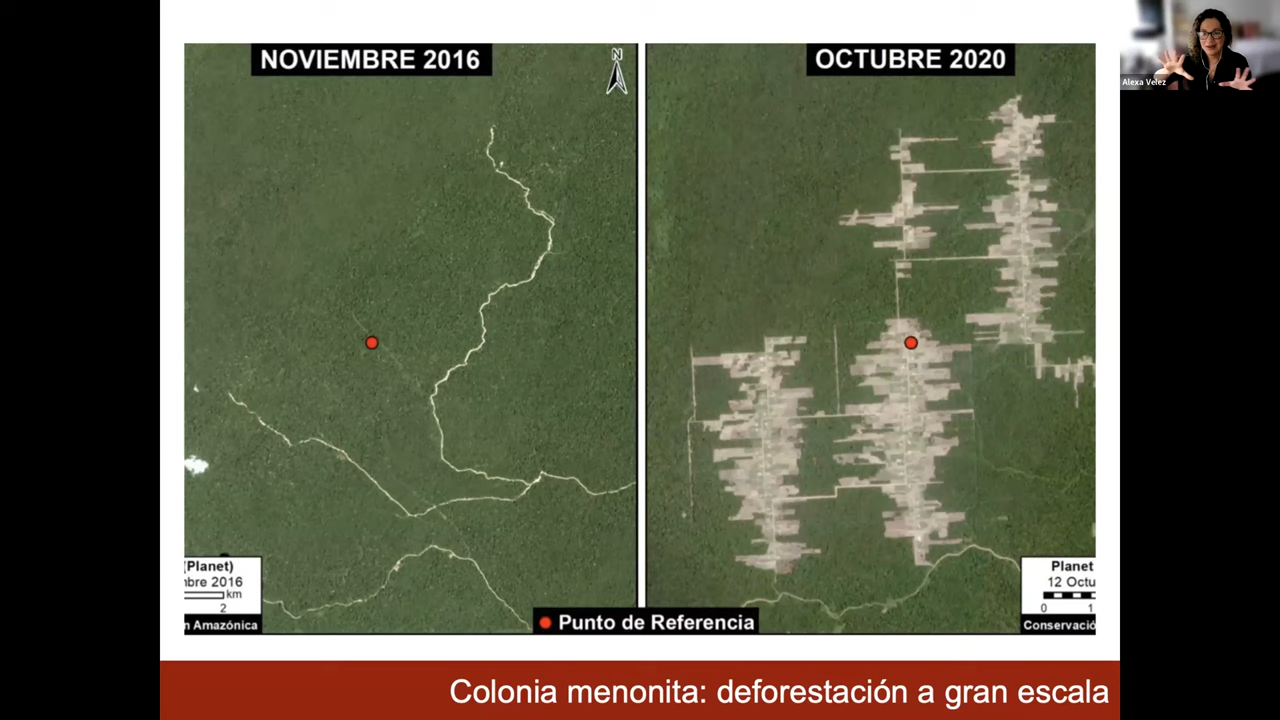 NOVIEMBRE 2016
N
OCTUBRE 2020
Alexa Velez
(Planet)
nbre 2016
km
2
n Amazónica
Punto de Referencia
Planet
12 Octu
0 1
Conservació
Colonia menonita: deforestación a gran escala